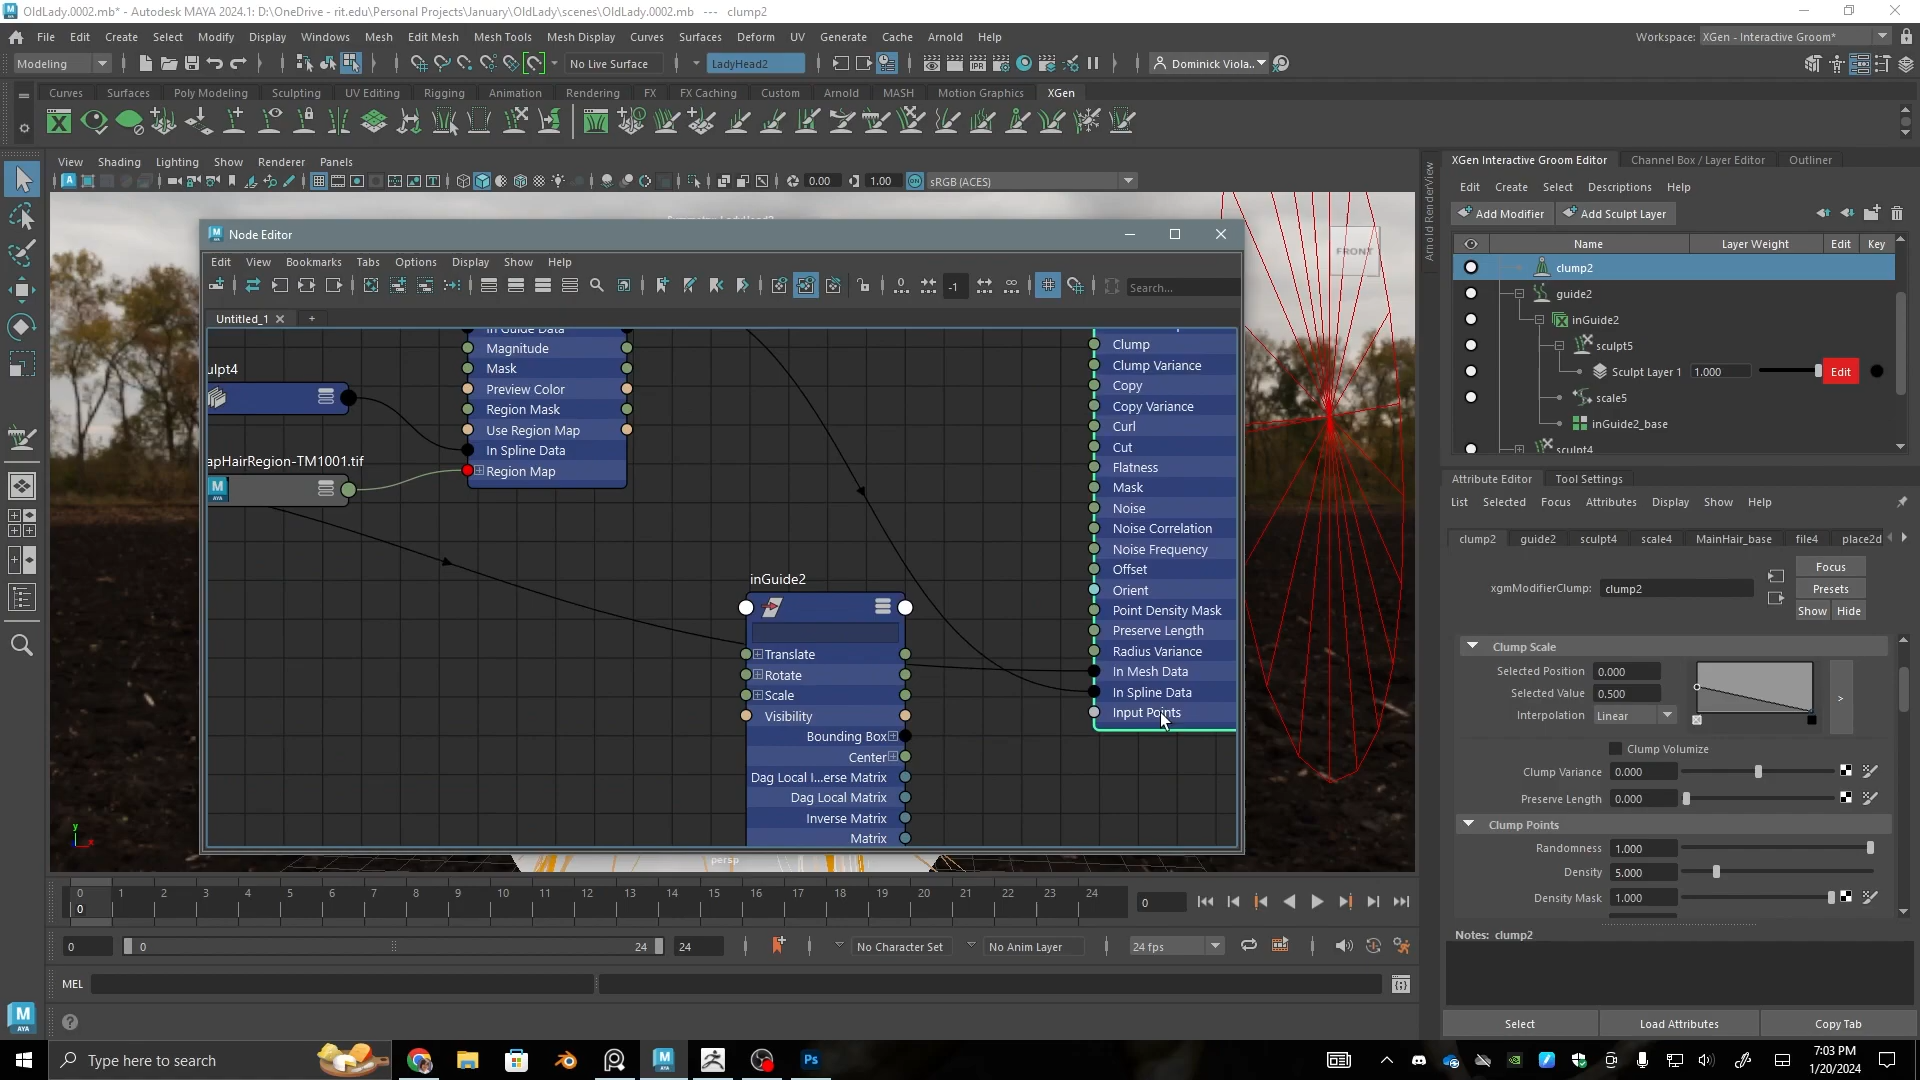 OldLady.0002.mb* - Autodesk MAYA 2024.1: D:\OneDrive - rit.edu\Personal Projects\January\OldLady\scenes\OldLady.0002.mb --- clump2
File Edit Create Select Modify Display Windows Mesh Edit Mesh Mesh Tools Mesh Display Curves Surfaces Deform UV Generate Cache Arnold Help
Workspace: XGen - Interactive Groom*
Modeling
No Live Surface
LadyHead2
Dominick Viola..
Curves Surfaces Poly Modeling Sculpting UV Editing Rigging Animation Rendering FX FX Caching Custom Arnold MASH Motion Graphics XGen
View Shading Lighting Show Renderer Panels
0.00 1.00 sRGB (ACES)
FRONT
Arnold RenderView
Node Editor
Edit View Bookmarks Tabs Options Display Show Help
-1
Search...
Untitled_1
In Guide Data
Magnitude
Mask
Preview Color
Region Mask
Use Region Map
In Spline Data
Region Map
ulpt4
apHairRegion-TM1001.tif
inGuide2
Translate
Rotate
Scale
Visibility
Bounding Box
Center
Dag Local I...erse Matrix
Dag Local Matrix
Inverse Matrix
Matrix
Clump
Clump Variance
Copy
Copy Variance
Curl
Cut
Flatness
Mask
Noise
Noise Correlation
Noise Frequency
Offset
Orient
Point Density Mask
Preserve Length
Radius Variance
In Mesh Data
In Spline Data
Input Points
persp
XGen Interactive Groom Editor Channel Box / Layer Editor Outliner
Edit Create Select Descriptions Help
Add Modifier Add Sculpt Layer
Name Layer Weight Edit Key
clump2
guide2
inGuide2
sculpt5
Sculpt Layer 1 1.000 Edit
scale5
inGuide2_base
sculpt4
Attribute Editor Tool Settings
List Selected Focus Attributes Display Show Help
clump2 guide2 sculpt4 scale4 MainHair_base file4 place2d
Focus
xgmModifierClump: clump2 Presets
Show Hide
Clump Scale
Selected Position 0.000
Selected Value 0.500
Interpolation Linear
>
Clump Volumize
Clump Variance 0.000
Preserve Length 0.000
Clump Points
Randomness 1.000
Density 5.000
Density Mask 1.000
Notes: clump2
Select Load Attributes Copy Tab
0 1 2 3 4 5 6 7 8 9 10 11 12 13 14 15 16 17 18 19 20 21 22 23 24
0
0
0 0 24 24
No Character Set No Anim Layer 24 fps
MEL
Type here to search
7:03 PM
1/20/2024